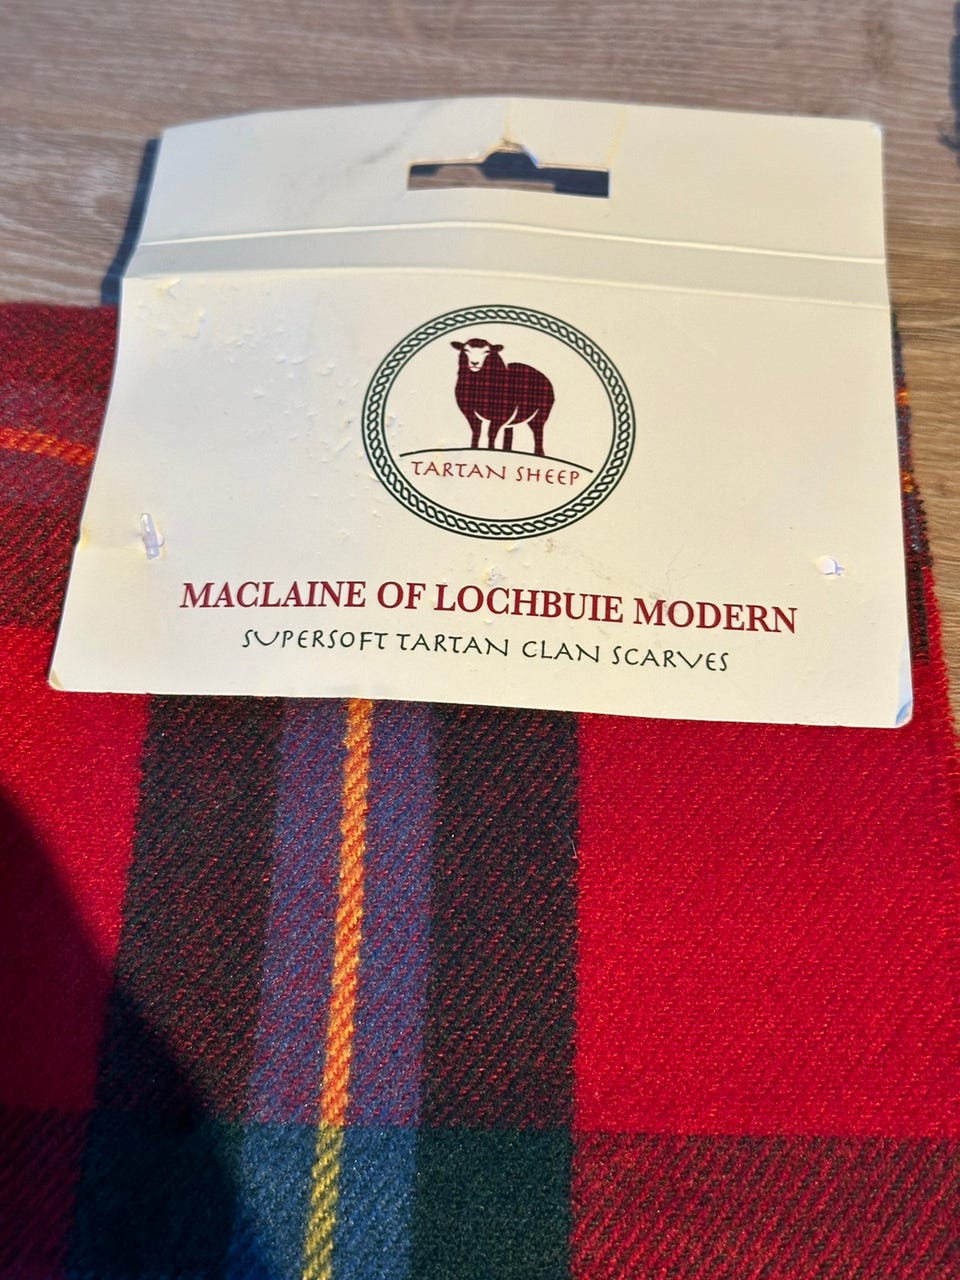 TARTAN SHEEP
MACLAINE OF LOCHBUIE MODERN
SUPERSOFT TARTAN CLAN SCARVES